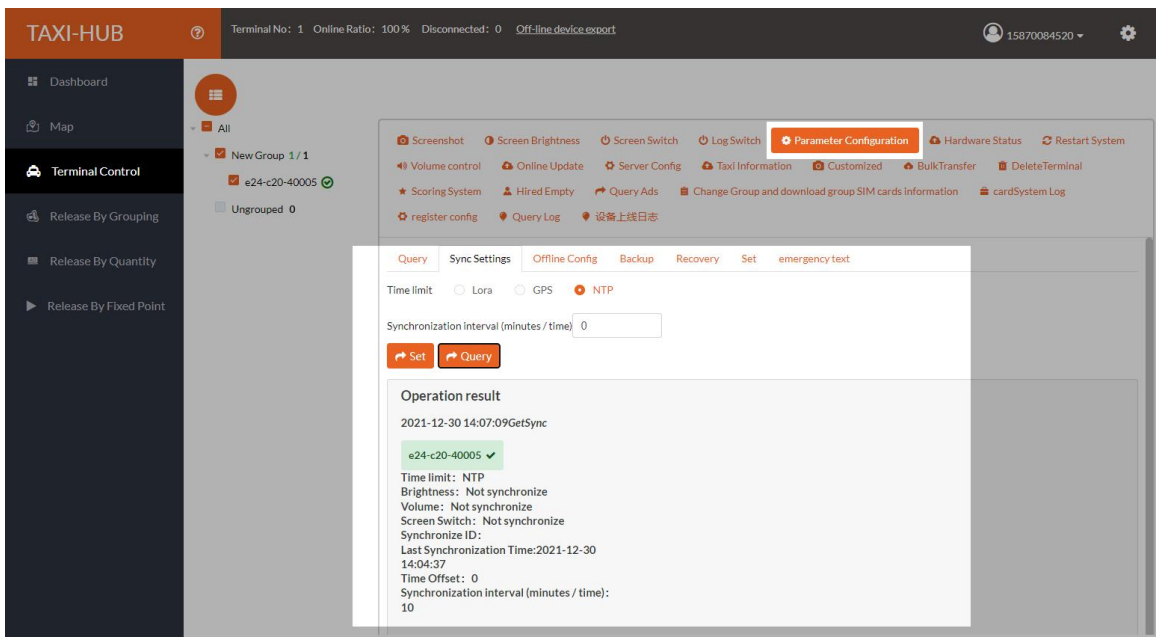 TAXI-HUB
Terminal No: 1 Online Ratio: 100% Disconnected: 0 Off-line device export
15870084520
Dashboard
Map
Terminal Control
Release By Grouping
Release By Quantity
Release By Fixed Point
All
New Group 1/1
e24-c20-40005
Ungrouped 0
Screenshot Screen Brightness Screen Switch Log Switch Parameter Configuration Hardware Status Restart System
Volume control Online Update Server Config Taxi Information Customized BulkTransfer DeleteTerminal
Scoring System Hired Empty Query Ads Change Group and download group SIM cards information cardSystem Log
register config Query Log 设备上线日志
Query Sync Settings Offline Config Backup Recovery Set emergency text
Time limit Lora GPS NTP
Synchronization interval (minutes / time) 0
Set Query
Operation result
2021-12-30 14:07:09GetSync
e24-c20-40005
Time limit: NTP
Brightness: Not synchronize
Volume: Not synchronize
Screen Switch: Not synchronize
Synchronize ID:
Last Synchronization Time:2021-12-30
14:04:37
Time Offset: 0
Synchronization interval (minutes / time):
10